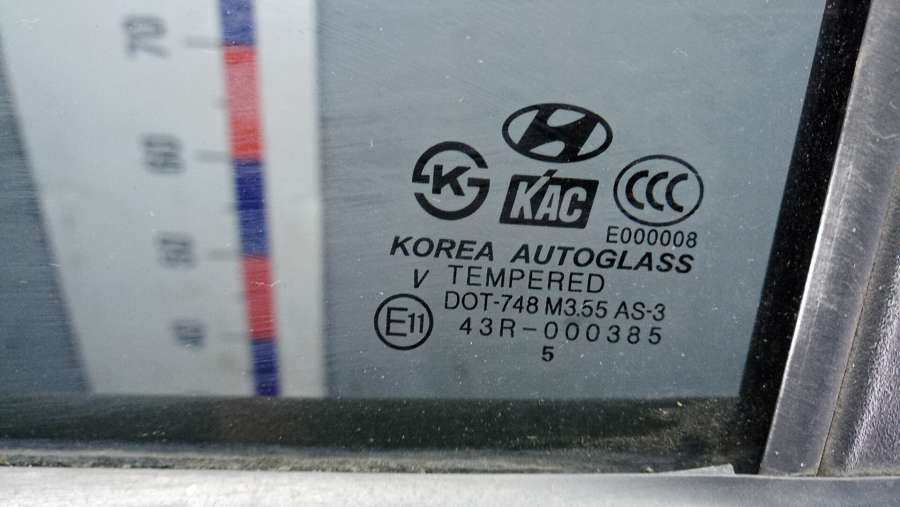 70
60
50
40
K
KAC
CCC
E000008
KOREA AUTOGLASS
V TEMPERED
DOT-748 M3.55 AS-3
E11 43R-000385
5